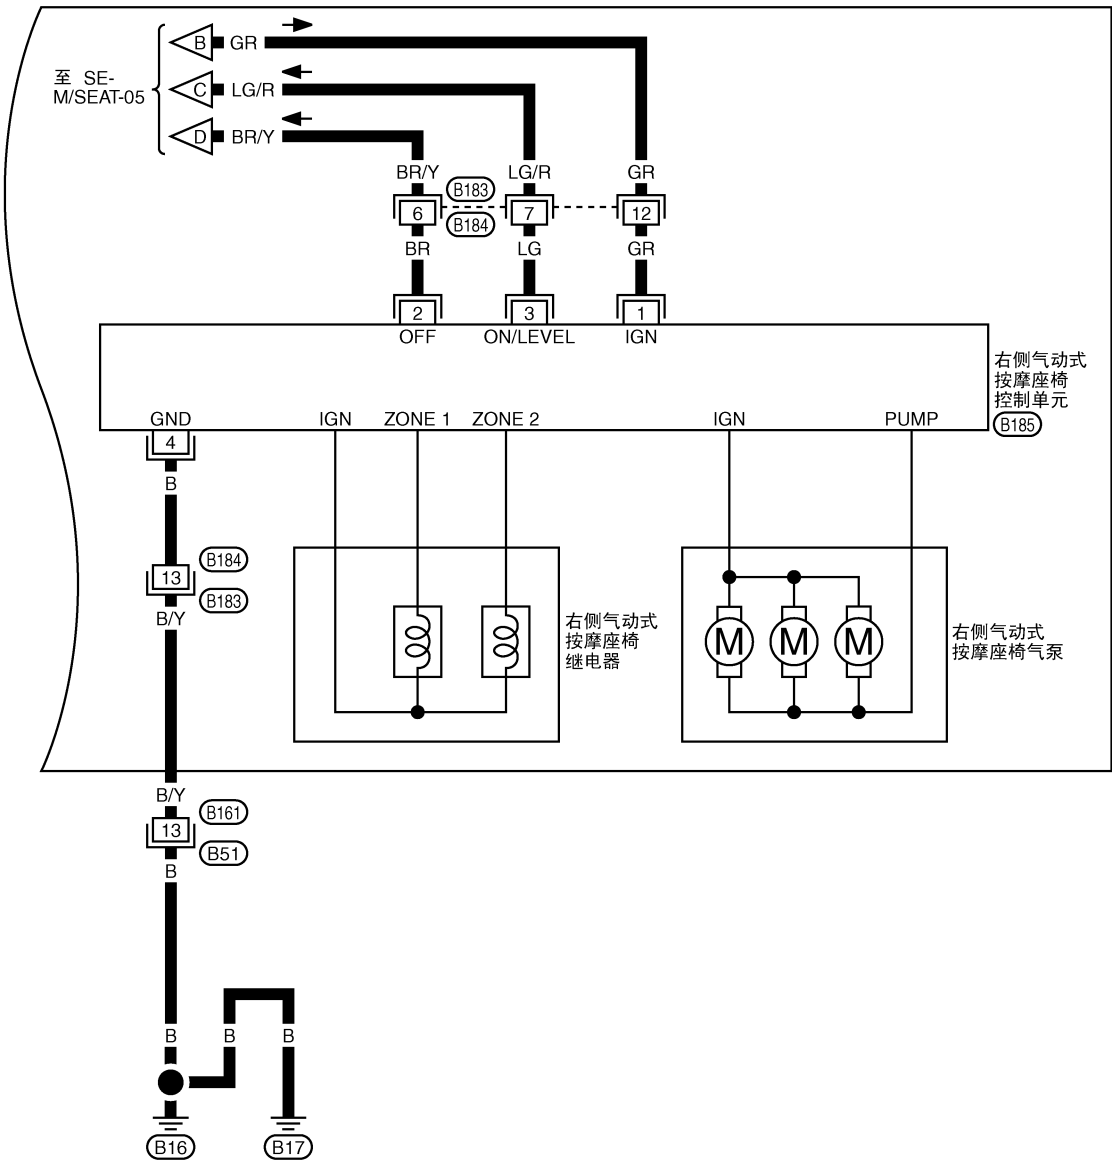 B GR
至 SE-
M/SEAT-05
C LG/R
D BR/Y
BR/Y LG/R GR
B183
6 7 12
B184
BR LG GR
2 3 1
OFF ON/LEVEL IGN
右侧气动式
按摩座椅
控制单元
B185
GND IGN ZONE 1 ZONE 2 IGN PUMP
4
B
B184
13
B183
B/Y
右侧气动式
按摩座椅
继电器
M M M
右侧气动式
按摩座椅气泵
B/Y
B161
13
B51
B
B B B
B16 B17